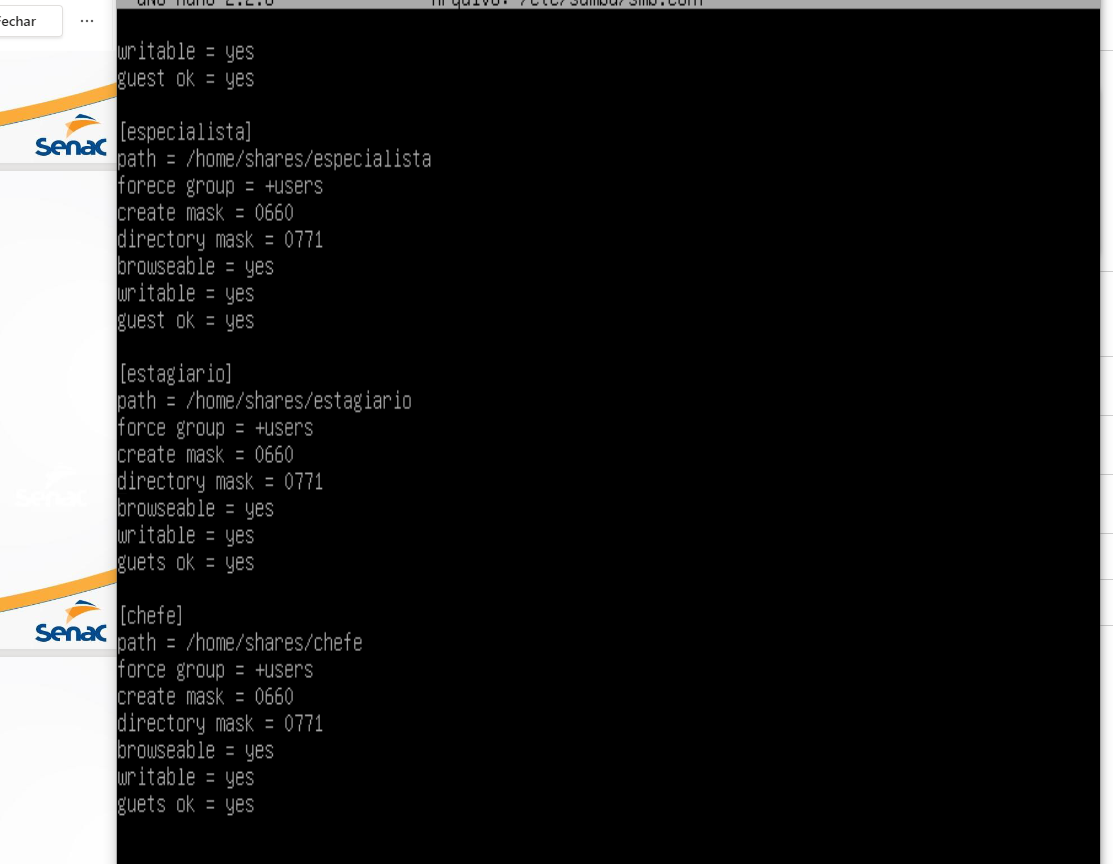 Fechar
...
GNU nano 2.2.6 Arquivo: /etc/samba/smb.conf
writable = yes
guest ok = yes
[especialista]
path = /home/shares/especialista
forece group = +users
create mask = 0660
directory mask = 0771
browseable = yes
writable = yes
guest ok = yes
[estagiario]
path = /home/shares/estagiario
force group = +users
create mask = 0660
directory mask = 0771
browseable = yes
writable = yes
guets ok = yes
[chefe]
path = /home/shares/chefe
force group = +users
create mask = 0660
directory mask = 0771
browseable = yes
writable = yes
guets ok = yes
Senac
Senac
Senac